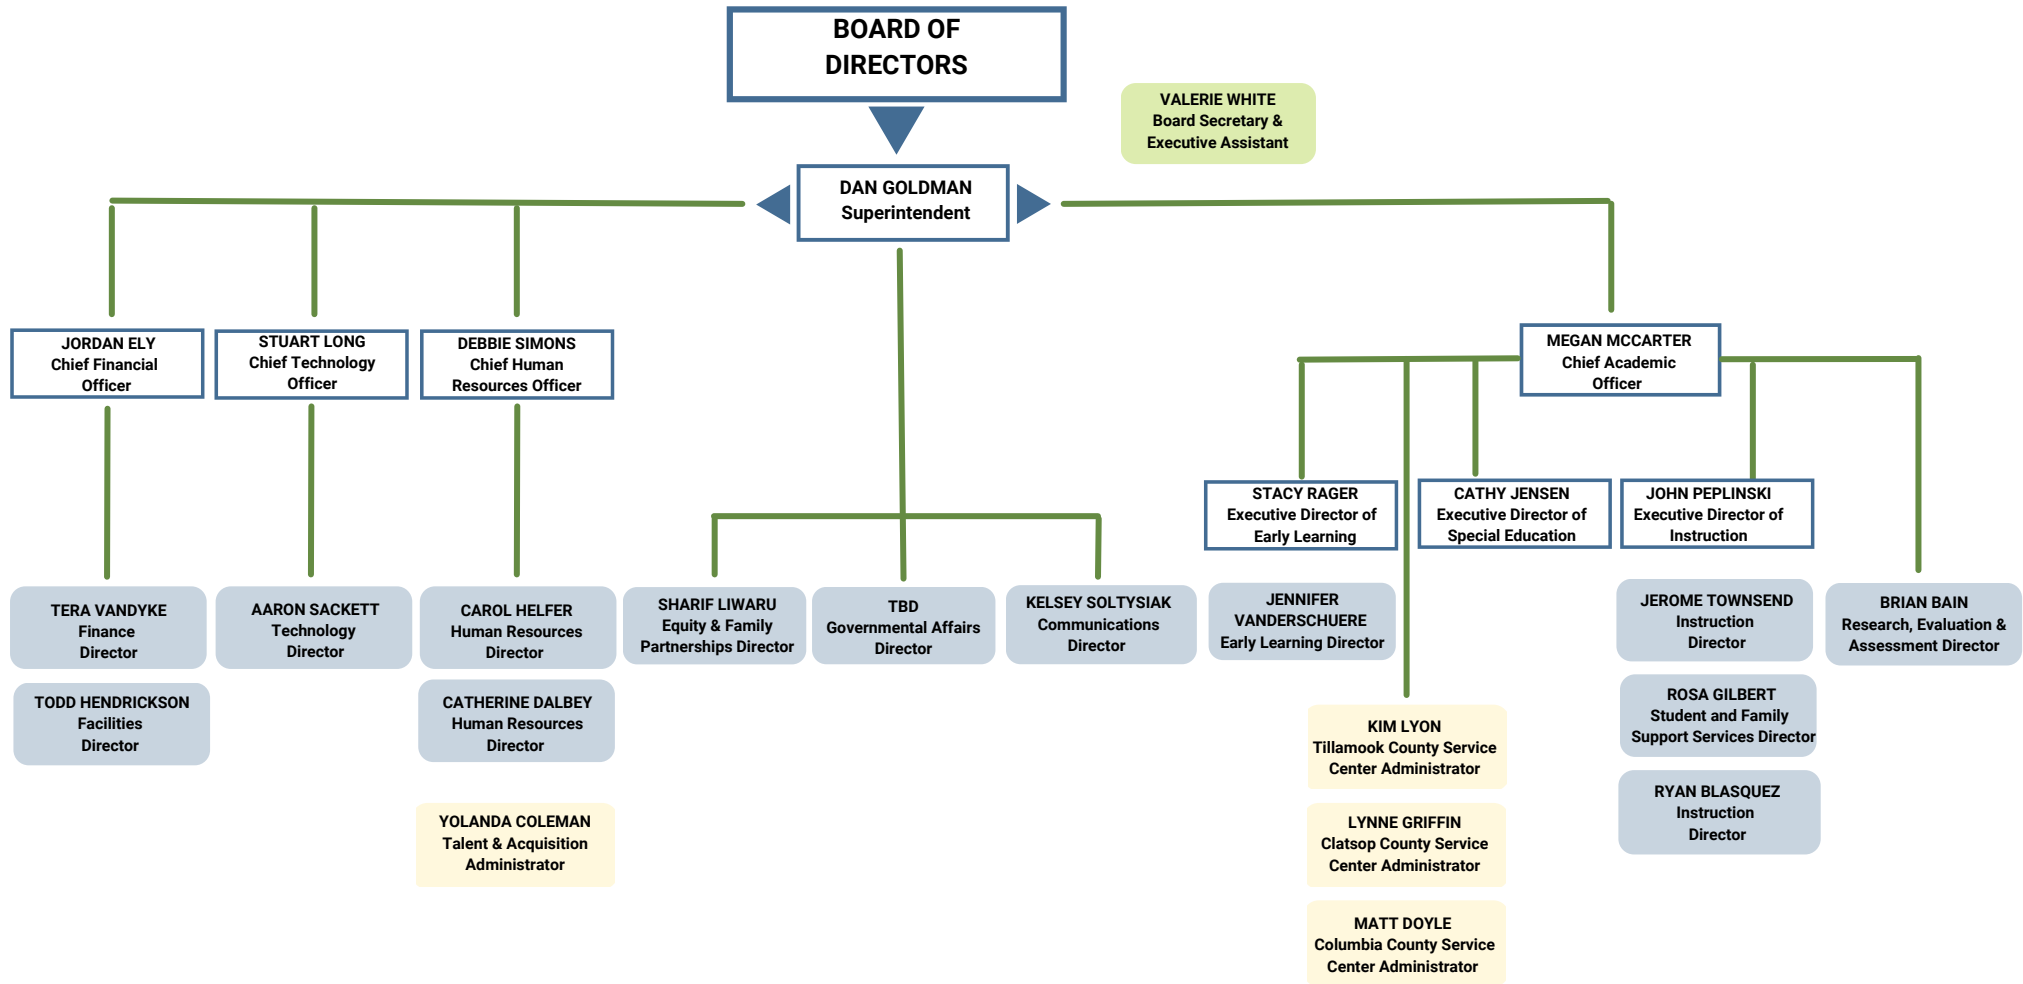 BOARD OF
DIRECTORS
VALERIE WHITE
Board Secretary &
Executive Assistant
DAN GOLDMAN
Superintendent
JORDAN ELY
Chief Financial
Officer
STUART LONG
Chief Technology
Officer
DEBBIE SIMONS
Chief Human
Resources Officer
MEGAN MCCARTER
Chief Academic
Officer
STACY RAGER
Executive Director of
Early Learning
CATHY JENSEN
Executive Director of
Special Education
JOHN PEPLINSKI
Executive Director of
Instruction
TERA VANDYKE
Finance
Director
AARON SACKETT
Technology
Director
CAROL HELFER
Human Resources
Director
SHARIF LIWARU
Equity & Family
Partnerships Director
TBD
Governmental Affairs
Director
KELSEY SOLTYSIAK
Communications
Director
JENNIFER
VANDERSCHUERE
Early Learning Director
JEROME TOWNSEND
Instruction
Director
BRIAN BAIN
Research, Evaluation &
Assessment Director
TODD HENDRICKSON
Facilities
Director
CATHERINE DALBEY
Human Resources
Director
KIM LYON
Tillamook County Service
Center Administrator
ROSA GILBERT
Student and Family
Support Services Director
YOLANDA COLEMAN
Talent & Acquisition
Administrator
LYNNE GRIFFIN
Clatsop County Service
Center Administrator
RYAN BLASQUEZ
Instruction
Director
MATT DOYLE
Columbia County Service
Center Administrator